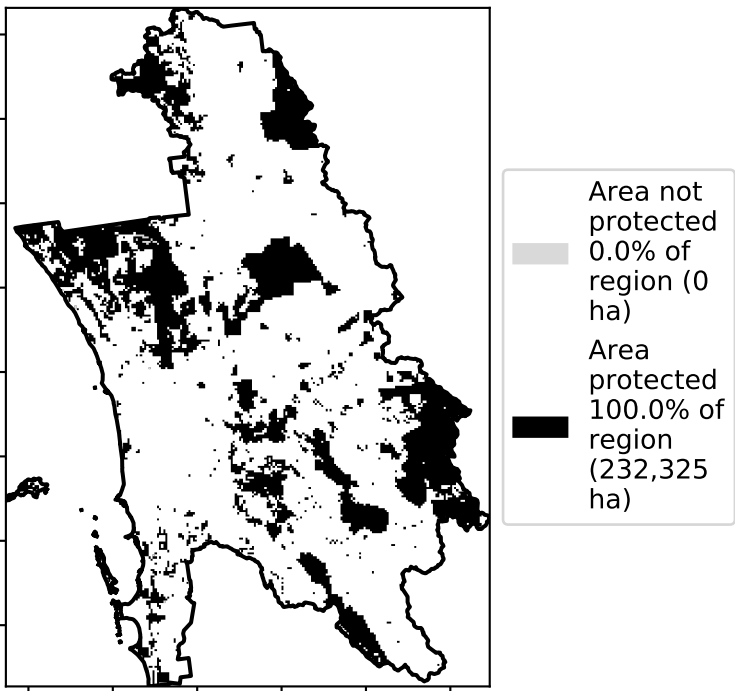 Area not
protected
0.0% of
region (0
ha)
Area
protected
100.0% of
region
(232,325
ha)